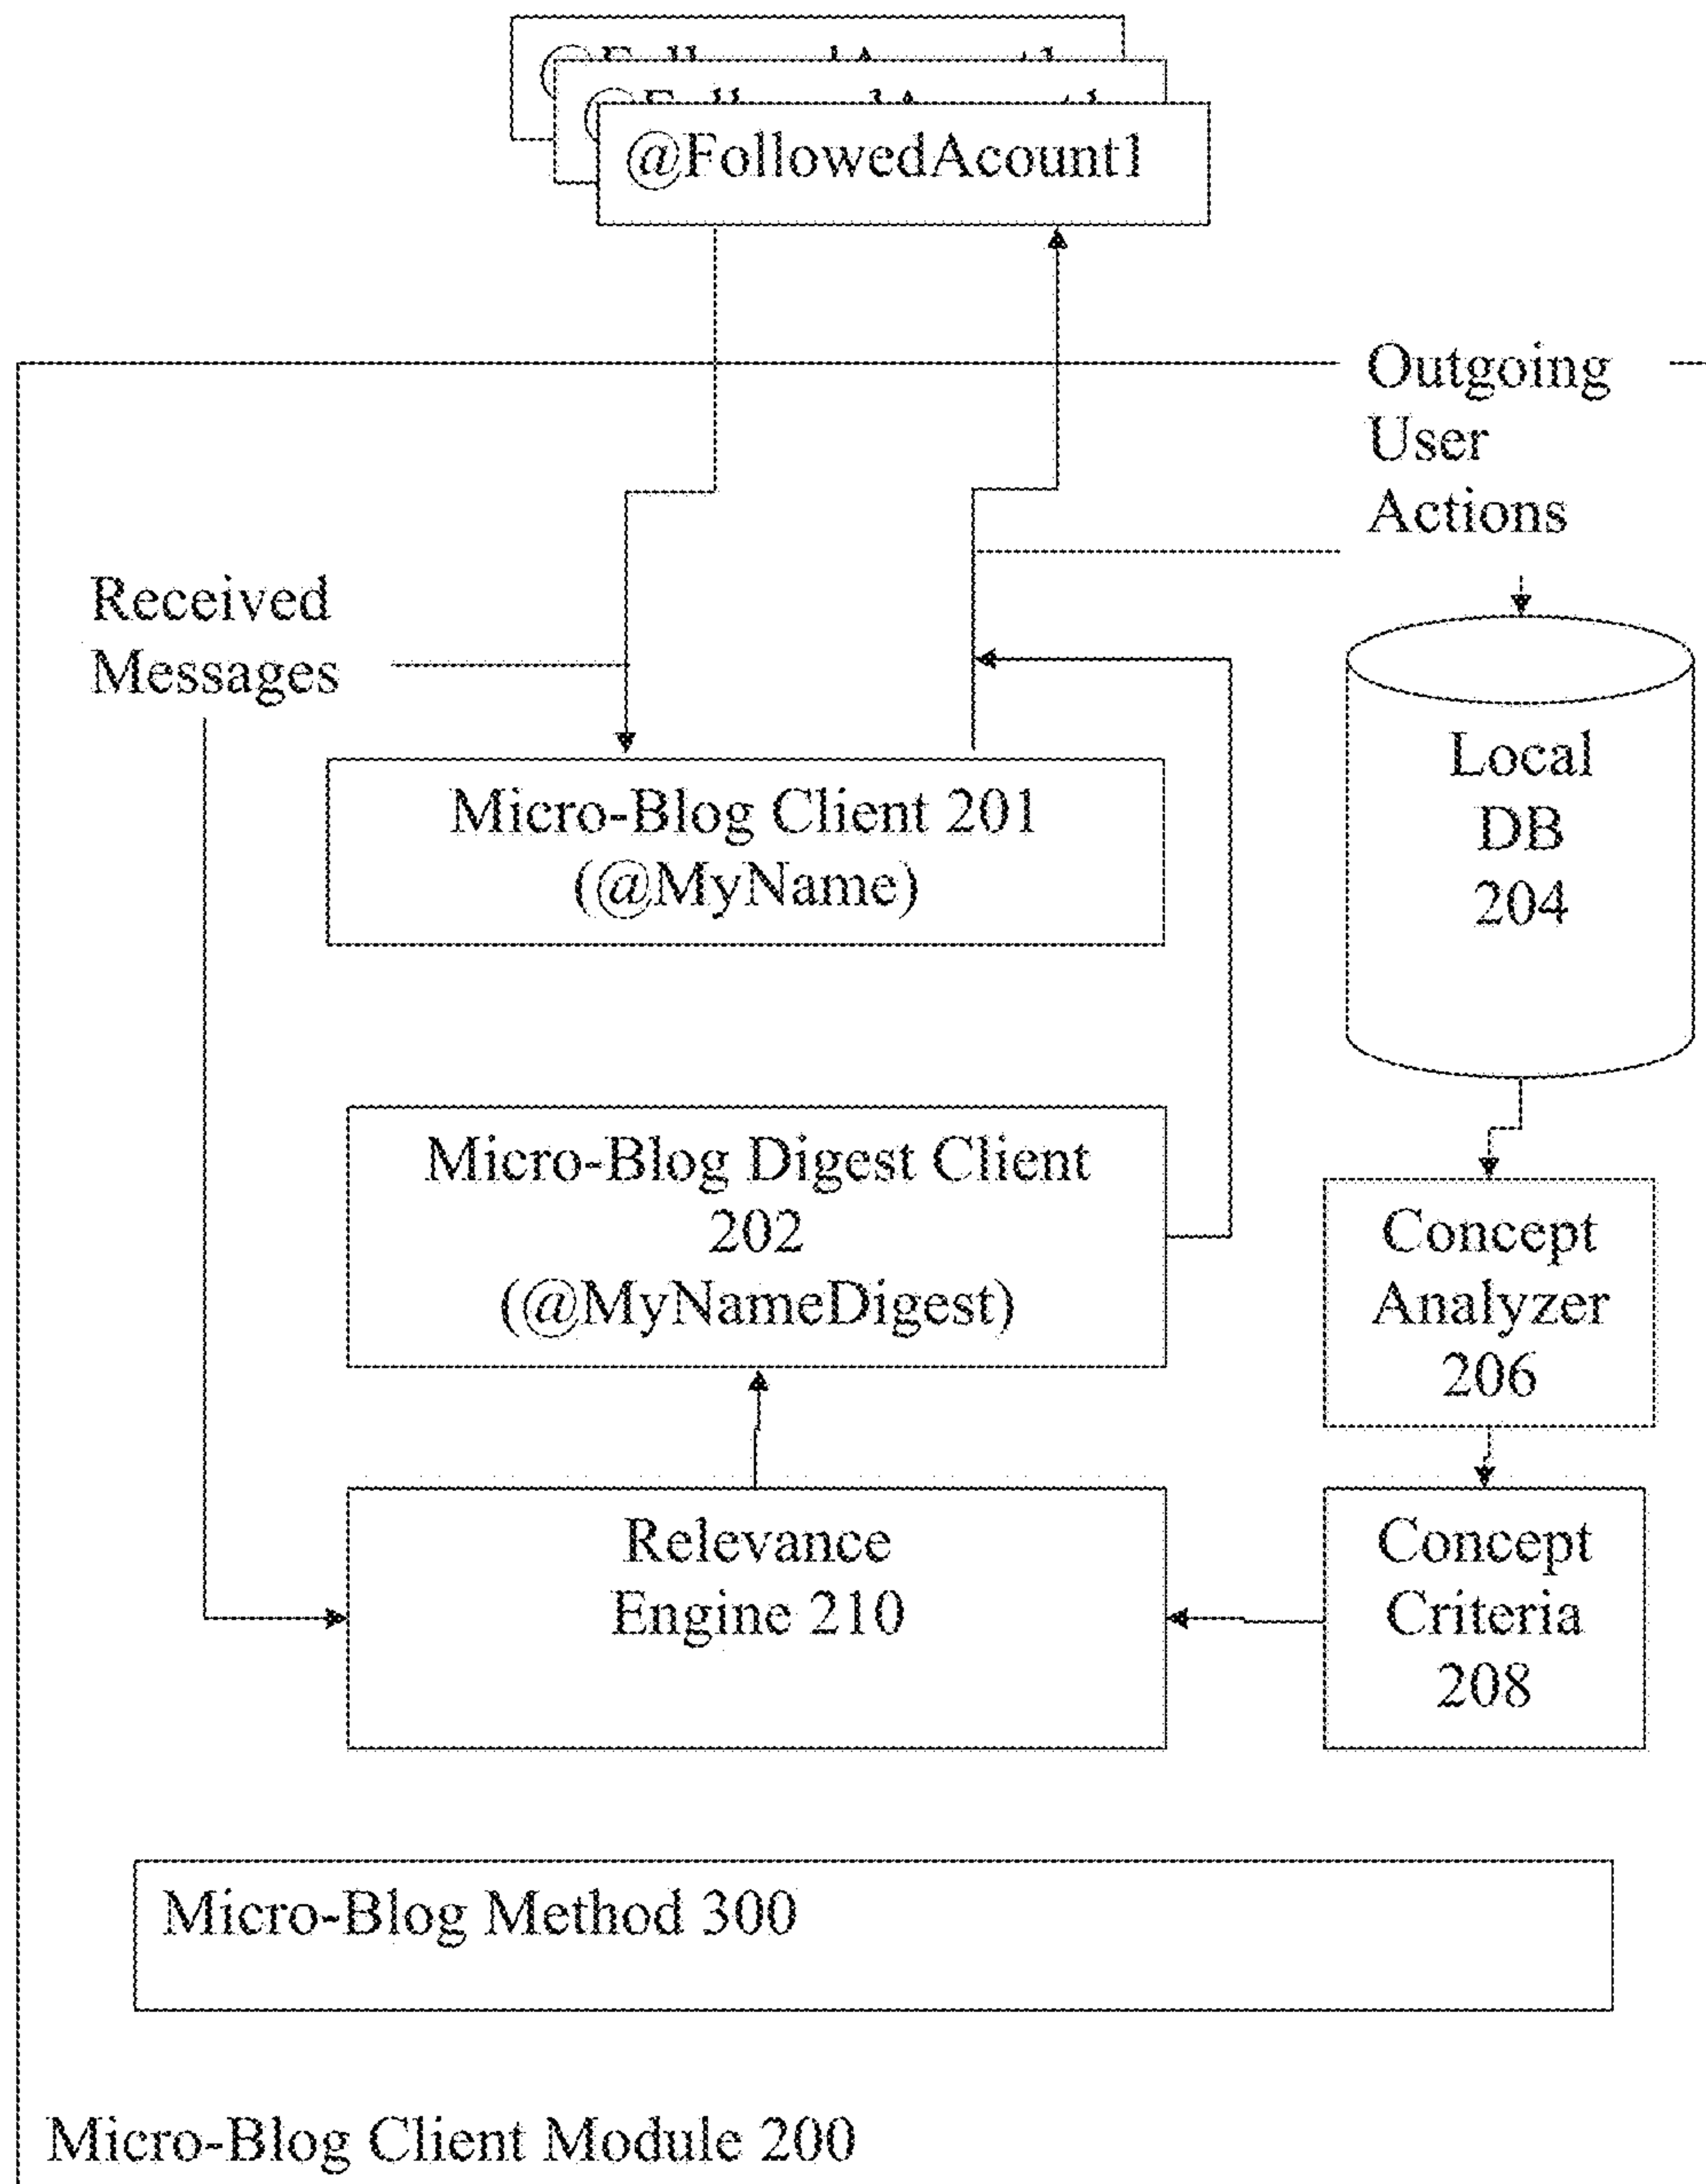 @FollowedAcount1
Outgoing
User
Actions
Received
Messages
Local
DB
204
Micro-Blog Client 201
(@MyName)
Micro-Blog Digest Client
202
(@MyNameDigest)
Concept
Analyzer
206
Relevance
Engine 210
Concept
Criteria
208
Micro-Blog Method 300
Micro-Blog Client Module 200